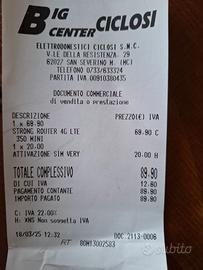 BIG CENTER CICLOSI
ELETTRODOMESTICI CICLOSI S.N.C.
V.LE DELLA RESISTENZA, 29
62027 SAN SEVERINO M. (MC)
TELEFONO 0733/633324
PARTITA IVA 00910380435
DOCUMENTO COMMERCIALE
di vendita o prestazione
DESCRIZIONE PREZZO(€) IVA
1 x 69.90
STRONG ROUTER 4G LTE 69.90 C
350 MINI
1 x 20.00
ATTIVAZIONE SIM VERY 20.00 H
TOTALE COMPLESSIVO 89.90
DI CUI IVA 12.60
PAGAMENTO CONTANTE 89.90
IMPORTO PAGATO 89.90
C: IVA 22.00%
H: XNS Non soggetta IVA
18/03/25 12:32 DOC.2113-0006
RT 80M13002583
subito